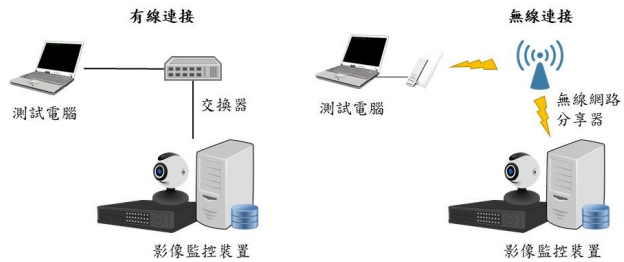 有線連接
測試電腦
交換器
影像監控裝置
無線連接
測試電腦
無線網路
分享器
影像監控裝置